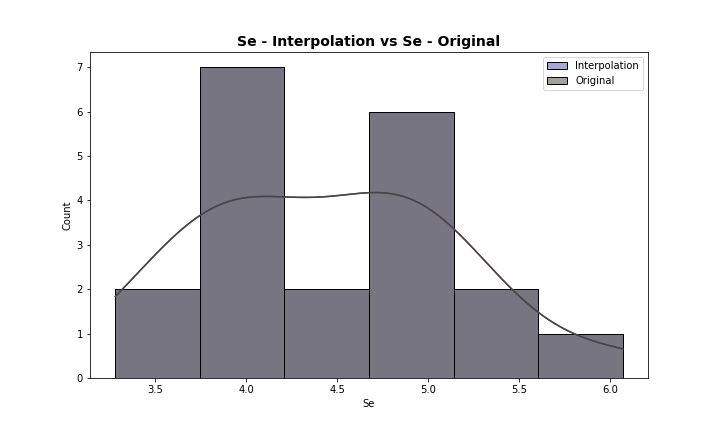 Se - Interpolation vs Se - Original
Interpolation
Original
7
6
5
4
3
2
1
0
Count
3.5 4.0 4.5 5.0 5.5 6.0
Se